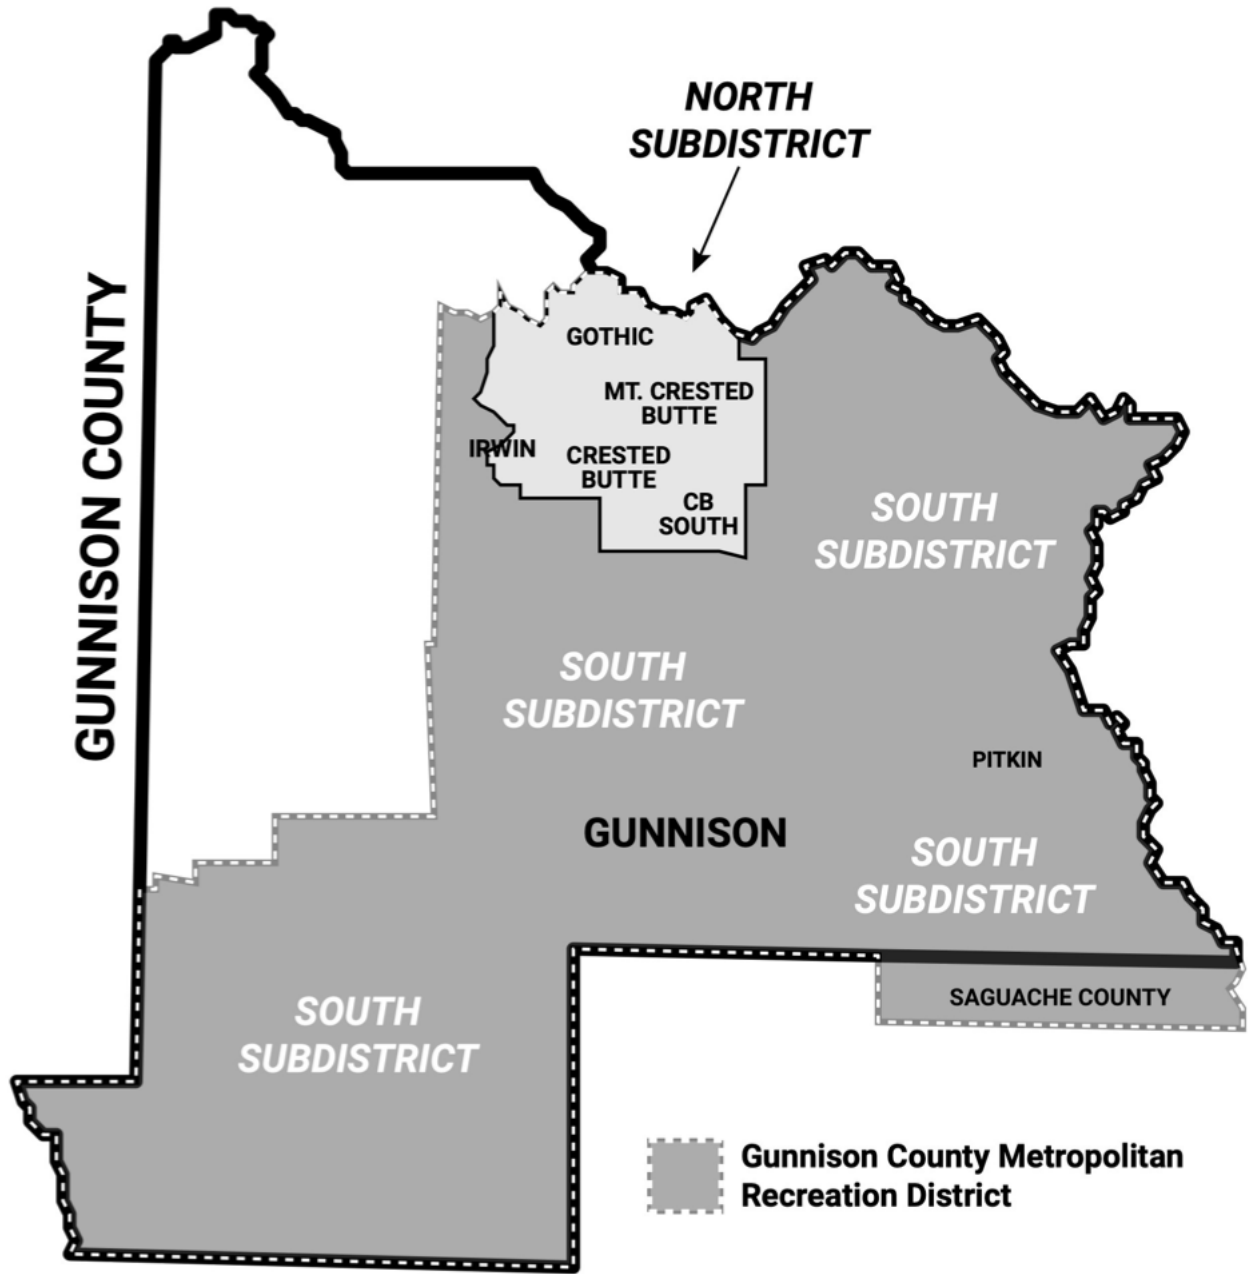 NORTH
SUBDISTRICT
GUNNISON COUNTY
GOTHIC
MT. CRESTED
BUTTE
IRWIN
CRESTED
BUTTE
CB
SOUTH
SOUTH
SUBDISTRICT
SOUTH
SUBDISTRICT
PITKIN
GUNNISON
SOUTH
SUBDISTRICT
SAGUACHE COUNTY
SOUTH
SUBDISTRICT
Gunnison County Metropolitan
Recreation District